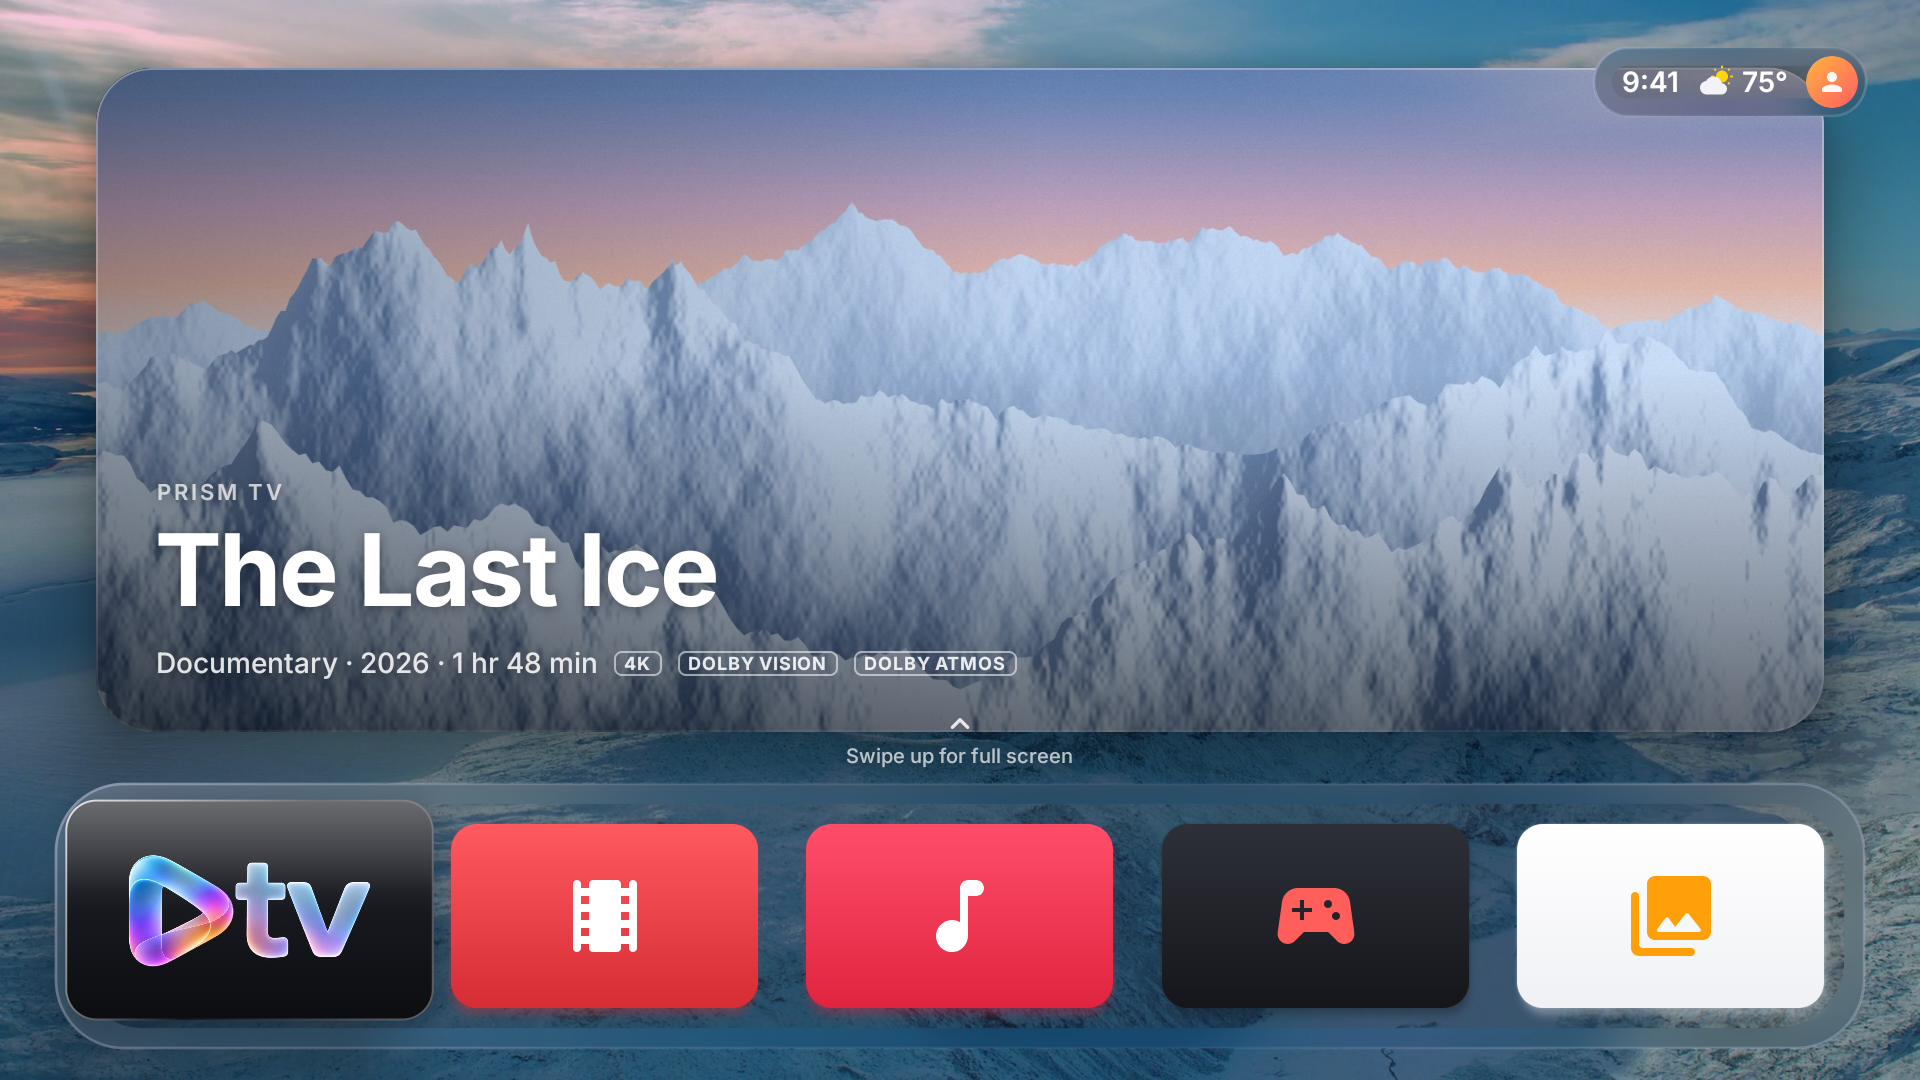 9:41 75°
PRISM TV
The Last Ice
Documentary · 2026 · 1 hr 48 min 4K DOLBY VISION DOLBY ATMOS
Swipe up for full screen
tv